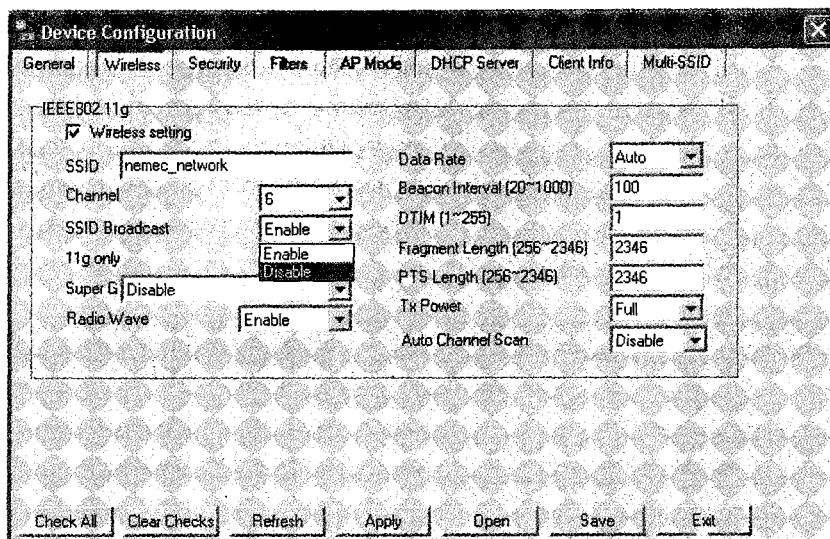 Device Configuration
General Wireless Security Filters AP Mode DHCP Server Client Info Multi-SSID
IEEE802.11g
Wireless setting
SSID nemec_network
Channel 6
SSID Broadcast Enable
Enable
Disable
11g only
Super G Disable
Radio Wave Enable
Data Rate Auto
Beacon Interval (20~1000) 100
DTIM (1~255) 1
Fragment Length (256~2346) 2346
PTS Length (256~2346) 2346
Tx Power Full
Auto Channel Scan Disable
Check All Clear Checks Refresh Apply Open Save Exit